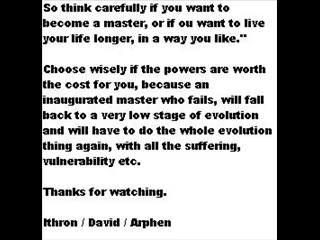 So think carefully if you want to
become a master, or if ou want to live
your life longer, in a way you like."
Choose wisely if the powers are worth
the cost for you, because an
inaugurated master who fails, will fall
back to a very low stage of evolution
and will have to do the whole evolution
thing again, with all the suffering,
vulnerability etc.
Thanks for watching.
Ithron / David / Arphen